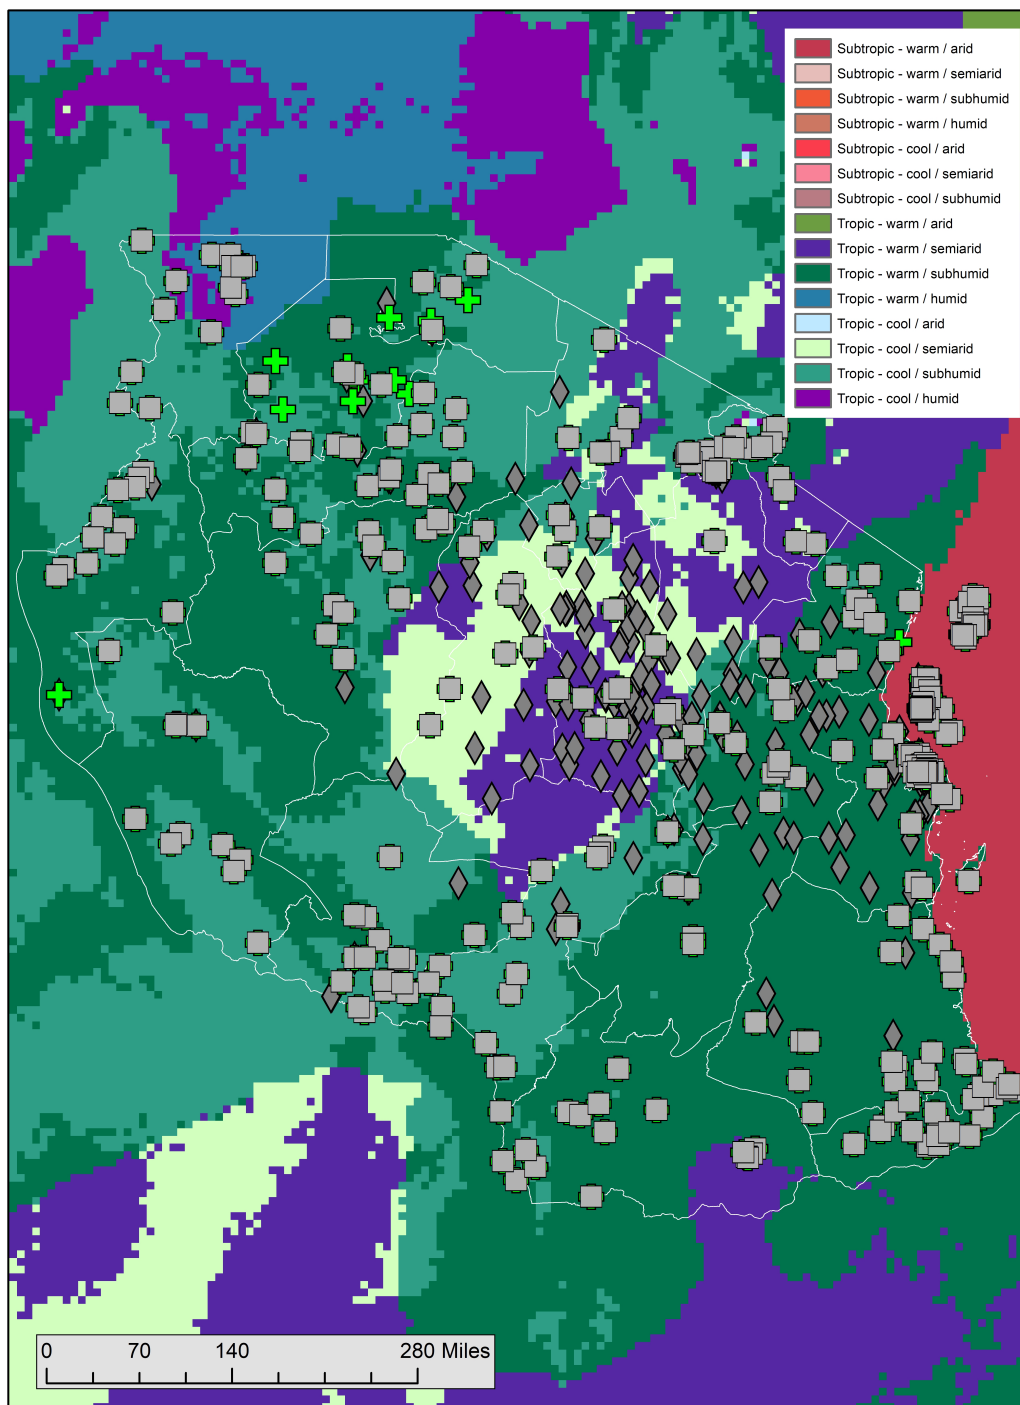 Subtropic - warm / arid
Subtropic - warm / semiarid
Subtropic - warm / subhumid
Subtropic - warm / humid
Subtropic - cool / arid
Subtropic - cool / semiarid
Subtropic - cool / subhumid
Tropic - warm / arid
Tropic - warm / semiarid
Tropic - warm / subhumid
Tropic - warm / humid
Tropic - cool / arid
Tropic - cool / semiarid
Tropic - cool / subhumid
Tropic - cool / humid
0 70 140 280 Miles